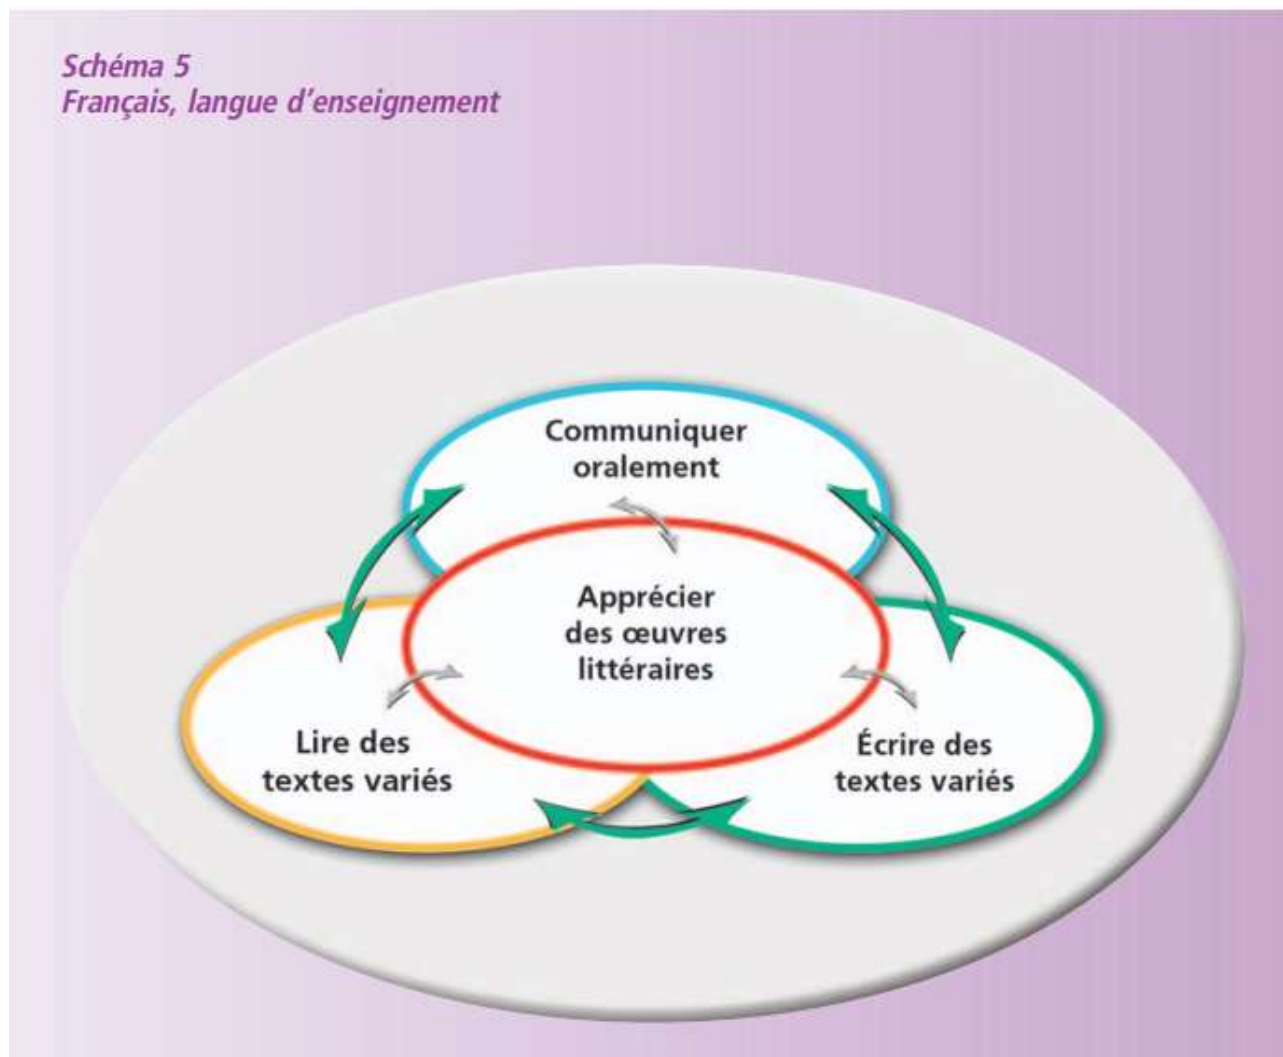 Schéma 5
Français, langue d'enseignement
Communiquer
oralement
Apprécier
des œuvres
littéraires
Lire des
textes variés
Écrire des
textes variés